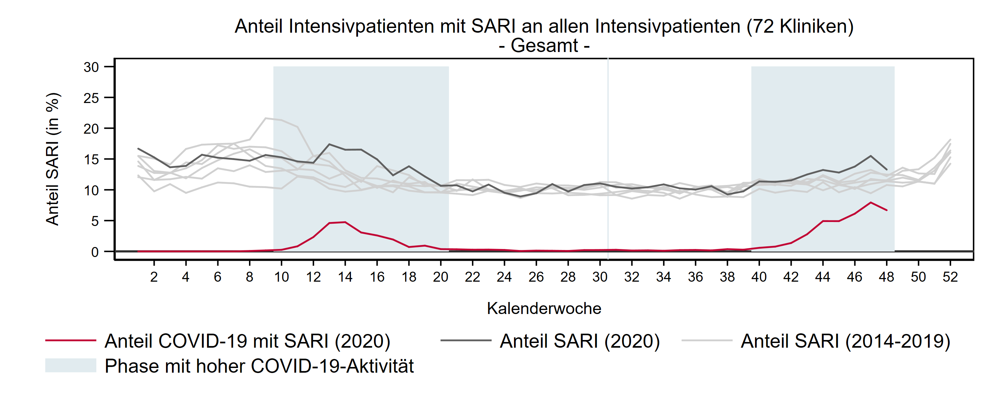 Anteil Intensivpatienten mit SARI an allen Intensivpatienten (72 Kliniken)
- Gesamt -
Anteil SARI (in %)
30
25
20
15
10
5
0
2 4 6 8 10 12 14 16 18 20 22 24 26 28 30 32 34 36 38 40 42 44 46 48 50 52
Kalenderwoche
Anteil COVID-19 mit SARI (2020) Anteil SARI (2020) Anteil SARI (2014-2019)
Phase mit hoher COVID-19-Aktivität